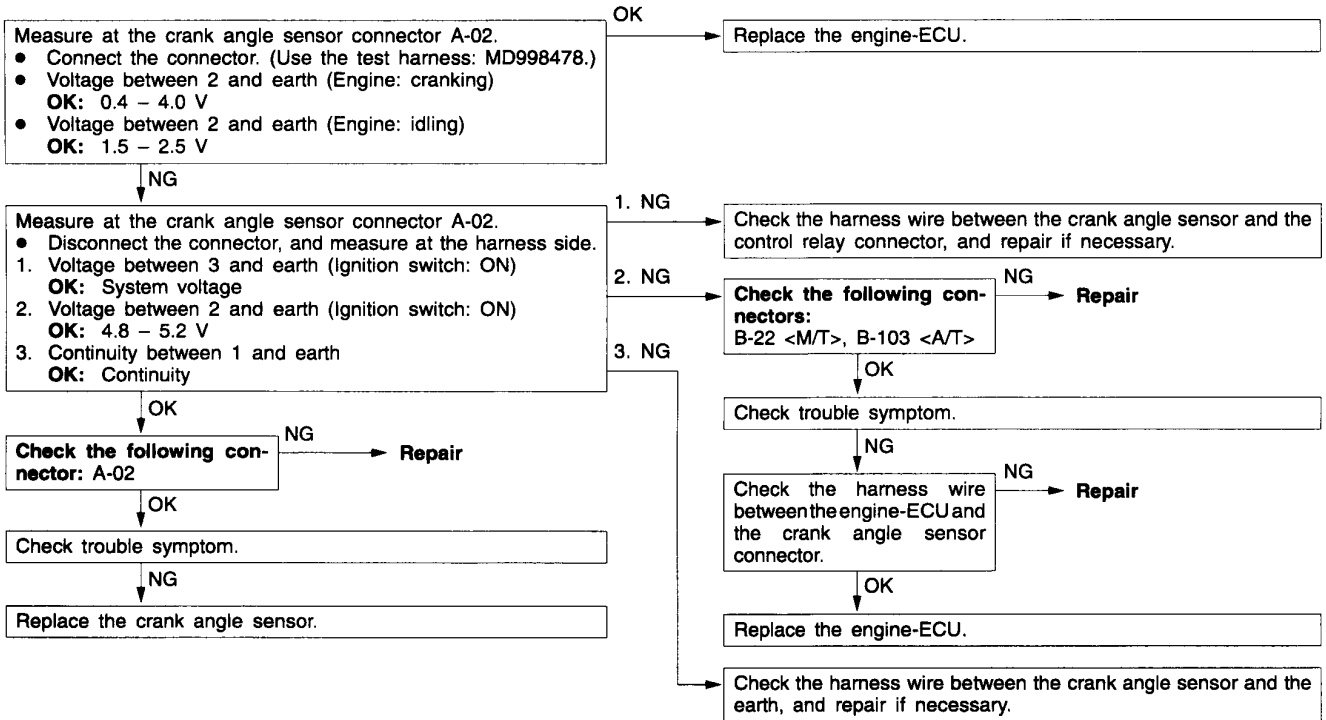 OK
Measure at the crank angle sensor connector A-02.
● Connect the connector. (Use the test harness: MD998478.)
● Voltage between 2 and earth (Engine: cranking)
OK: 0.4 – 4.0 V
● Voltage between 2 and earth (Engine: idling)
OK: 1.5 – 2.5 V
Replace the engine-ECU.
NG
Measure at the crank angle sensor connector A-02.
● Disconnect the connector, and measure at the harness side.
1. Voltage between 3 and earth (Ignition switch: ON)
OK: System voltage
2. Voltage between 2 and earth (Ignition switch: ON)
OK: 4.8 – 5.2 V
3. Continuity between 1 and earth
OK: Continuity
1. NG
Check the harness wire between the crank angle sensor and the
control relay connector, and repair if necessary.
2. NG
Check the following con-
nectors:
B-22 <M/T>, B-103 <A/T>
NG
Repair
OK
Check trouble symptom.
NG
Check the harness wire
between the engine-ECU and
the crank angle sensor
connector.
NG
Repair
OK
Replace the engine-ECU.
3. NG
Check the harness wire between the crank angle sensor and the
earth, and repair if necessary.
OK
Check the following con-
nector: A-02
NG
Repair
OK
Check trouble symptom.
NG
Replace the crank angle sensor.